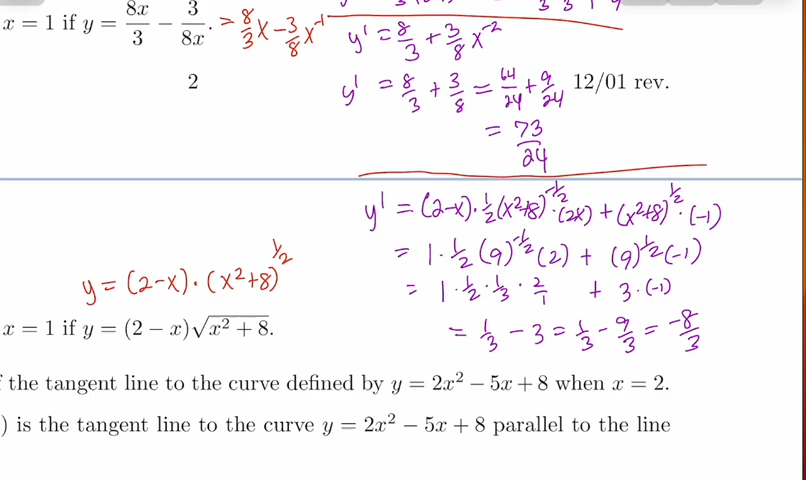 x = 1 if y = 8x/3 − 3/8x. => 8/3 x − 3/8 x⁻¹
y' = 8/3 + 3/8 x⁻²
2
y' = 8/3 + 3/8 = 64/24 + 9/24
12/01 rev.
= 73/24
y' = (2-x)·1/2(x²+8)^-1/2·(2x) + (x²+8)^1/2·(-1)
= 1·1/2(9)^-1/2(2) + (9)^1/2(-1)
y = (2-x)·(x²+8)^1/2
= 1·1/2·1/3·2/1 + 3·(-1)
x = 1 if y = (2 − x)√(x² + 8).
= 1/3 − 3 = 1/3 − 9/3 = -8/3
the tangent line to the curve defined by y = 2x² − 5x + 8 when x = 2.
) is the tangent line to the curve y = 2x² − 5x + 8 parallel to the line